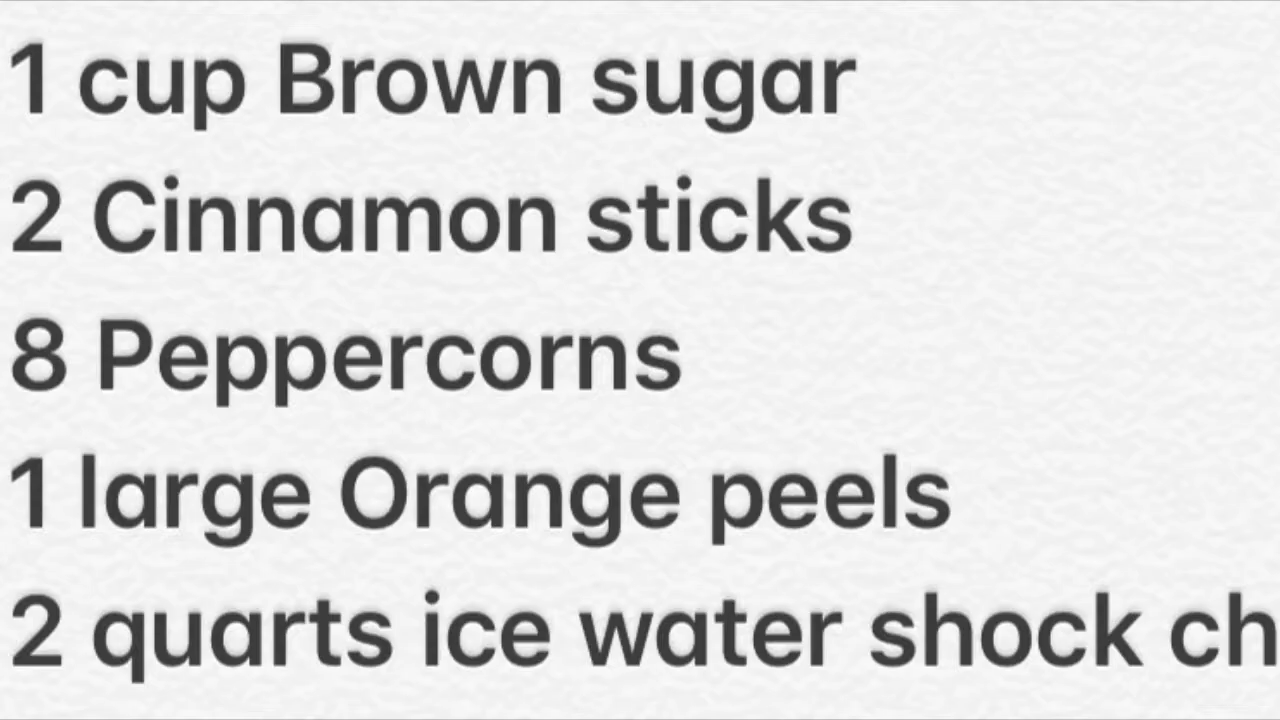 1 cup Brown sugar
2 Cinnamon sticks
8 Peppercorns
1 large Orange peels
2 quarts ice water shock